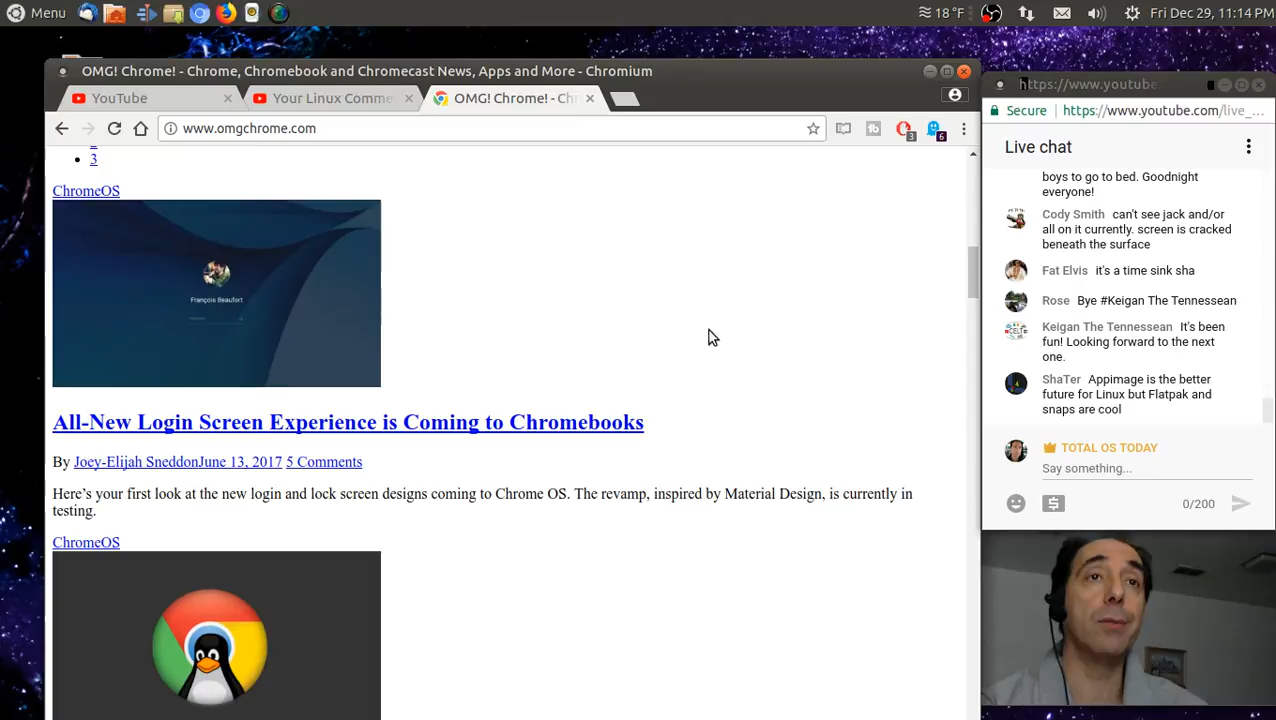 Menu
18 °F
Fri Dec 29, 11:14 PM
OMG! Chrome! - Chrome, Chromebook and Chromecast News, Apps and More - Chromium
YouTube
Your Linux Comme
OMG! Chrome! - Ch
www.omgchrome.com
3
6
3
ChromeOS
François Beaufort
All-New Login Screen Experience is Coming to Chromebooks
By Joey-Elijah SneddonJune 13, 2017 5 Comments
Here’s your first look at the new login and lock screen designs coming to Chrome OS. The revamp, inspired by Material Design, is currently in
testing.
ChromeOS
https://www.youtube.
Secure https://www.youtube.com/live_...
Live chat
boys to go to bed. Goodnight
everyone!
Cody Smith can't see jack and/or
all on it currently. screen is cracked
beneath the surface
Fat Elvis it's a time sink sha
Rose Bye #Keigan The Tennessean
Keigan The Tennessean It's been
fun! Looking forward to the next
one.
ShaTer Appimage is the better
future for Linux but Flatpak and
snaps are cool
TOTAL OS TODAY
Say something...
0/200